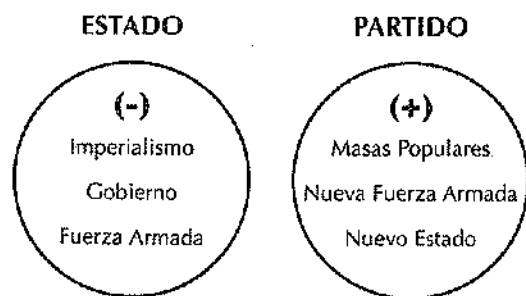 ESTADO
(-)
Imperialismo
Gobierno
Fuerza Armada
PARTIDO
(+)
Masas Populares
Nueva Fuerza Armada
Nuevo Estado